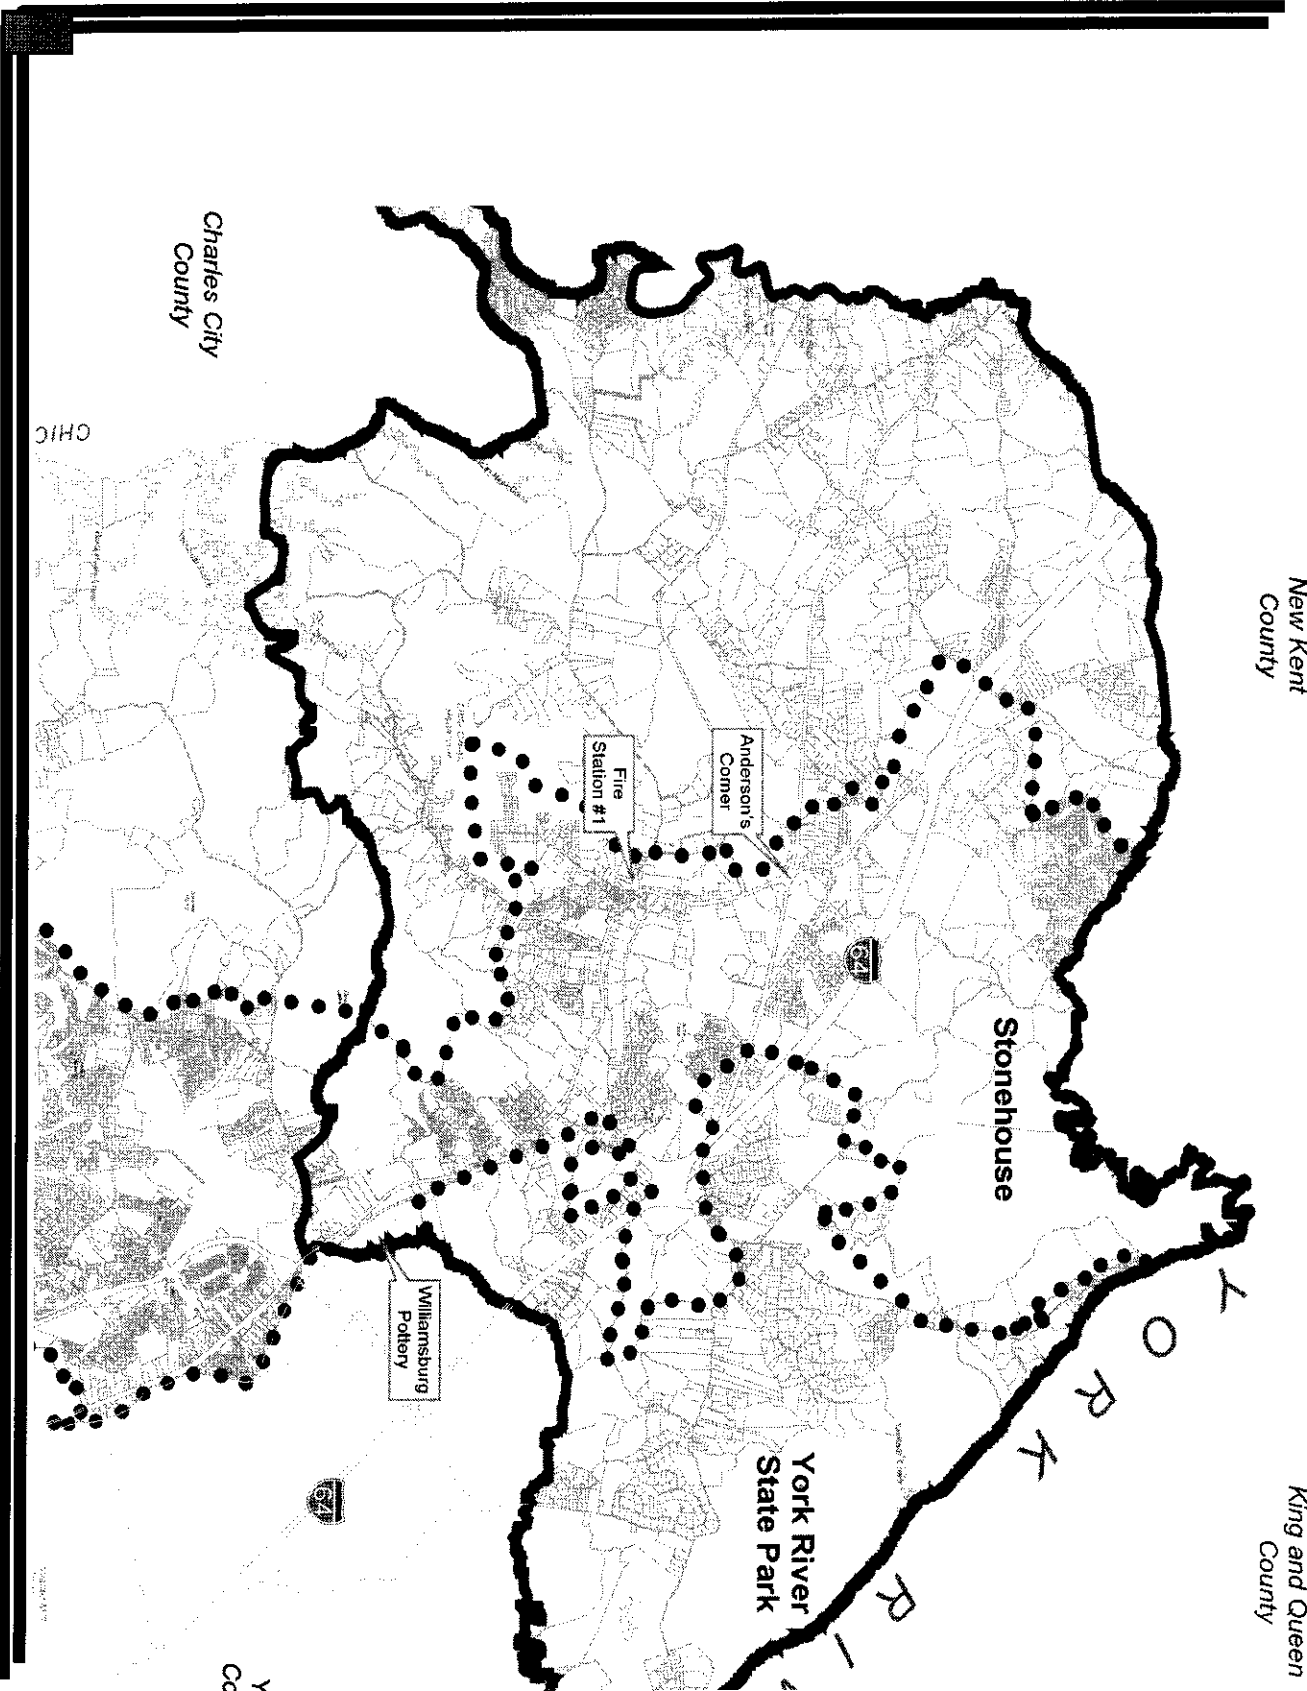 New Kent
County
King and Queen
County
Y O R K
R I
Stonehouse
York River
State Park
64
Anderson's
Corner
Fire
Station #1
Williamsburg
Pottery
64
Charles City
County
CHIC
Y
Co